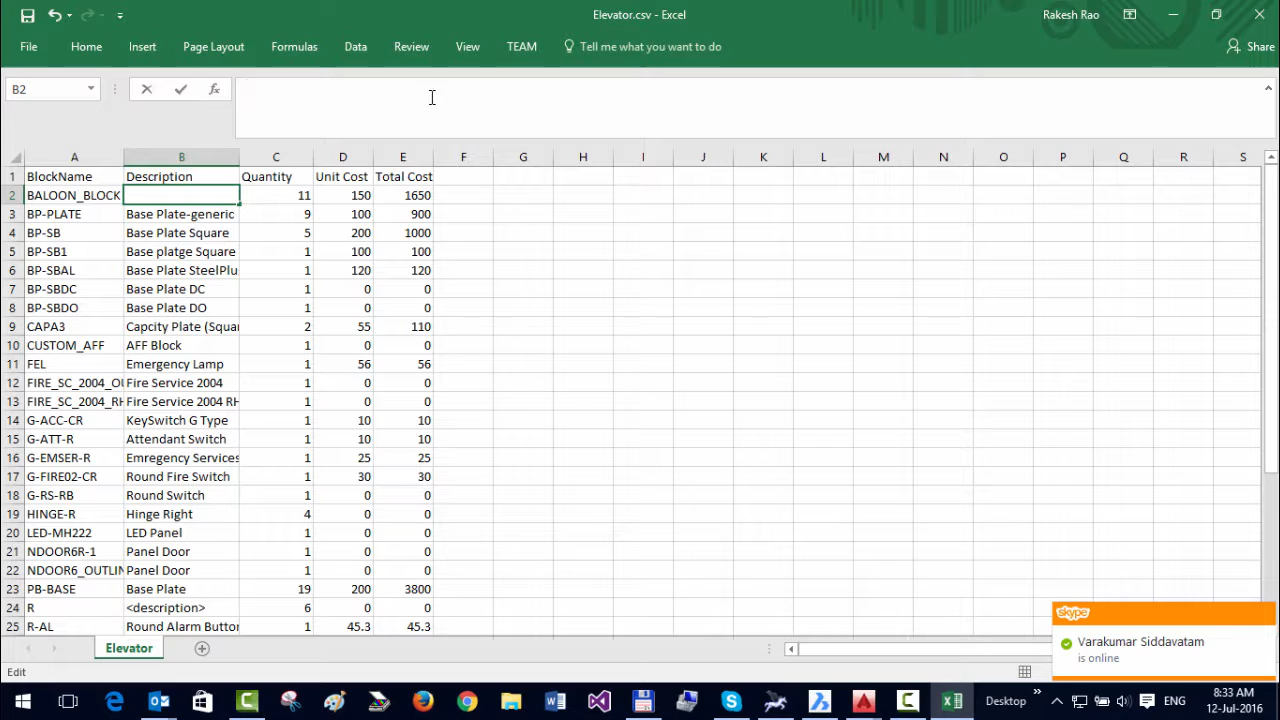 Elevator.csv - Excel
Rakesh Rao
File Home Insert Page Layout Formulas Data Review View TEAM Tell me what you want to do Share
B2 fx
A B C D E F G H I J K L M N O P Q R S
1 BlockName Description Quantity Unit Cost Total Cost
2 BALOON_BLOCK 11 150 1650
3 BP-PLATE Base Plate-generic 9 100 900
4 BP-SB Base Plate Square 5 200 1000
5 BP-SB1 Base platge Square 1 100 100
6 BP-SBAL Base Plate SteelPlu 1 120 120
7 BP-SBDC Base Plate DC 1 0 0
8 BP-SBDO Base Plate DO 1 0 0
9 CAPA3 Capcity Plate (Squar 2 55 110
10 CUSTOM_AFF AFF Block 1 0 0
11 FEL Emergency Lamp 1 56 56
12 FIRE_SC_2004_OU Fire Service 2004 1 0 0
13 FIRE_SC_2004_RH Fire Service 2004 RH 1 0 0
14 G-ACC-CR KeySwitch G Type 1 10 10
15 G-ATT-R Attendant Switch 1 10 10
16 G-EMSER-R Emregency Services 1 25 25
17 G-FIRE02-CR Round Fire Switch 1 30 30
18 G-RS-RB Round Switch 1 0 0
19 HINGE-R Hinge Right 4 0 0
20 LED-MH222 LED Panel 1 0 0
21 NDOOR6R-1 Panel Door 1 0 0
22 NDOOR6_OUTLIN Panel Door 1 0 0
23 PB-BASE Base Plate 19 200 3800
24 R <description> 6 0 0
25 R-AL Round Alarm Button 1 45.3 45.3
skype
Varakumar Siddavatam
is online
Elevator
Edit
Desktop ENG 8:33 AM
12-Jul-2016